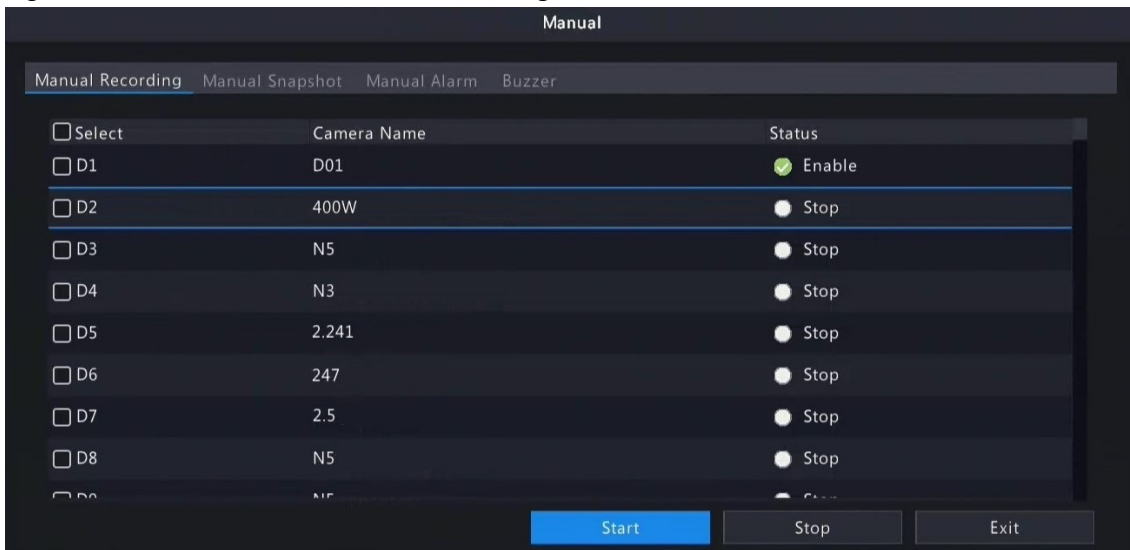 Manual
Manual Recording Manual Snapshot Manual Alarm Buzzer
Select Camera Name Status
D1 D01 Enable
D2 400W Stop
D3 N5 Stop
D4 N3 Stop
D5 2.241 Stop
D6 247 Stop
D7 2.5 Stop
D8 N5 Stop
Start Stop Exit